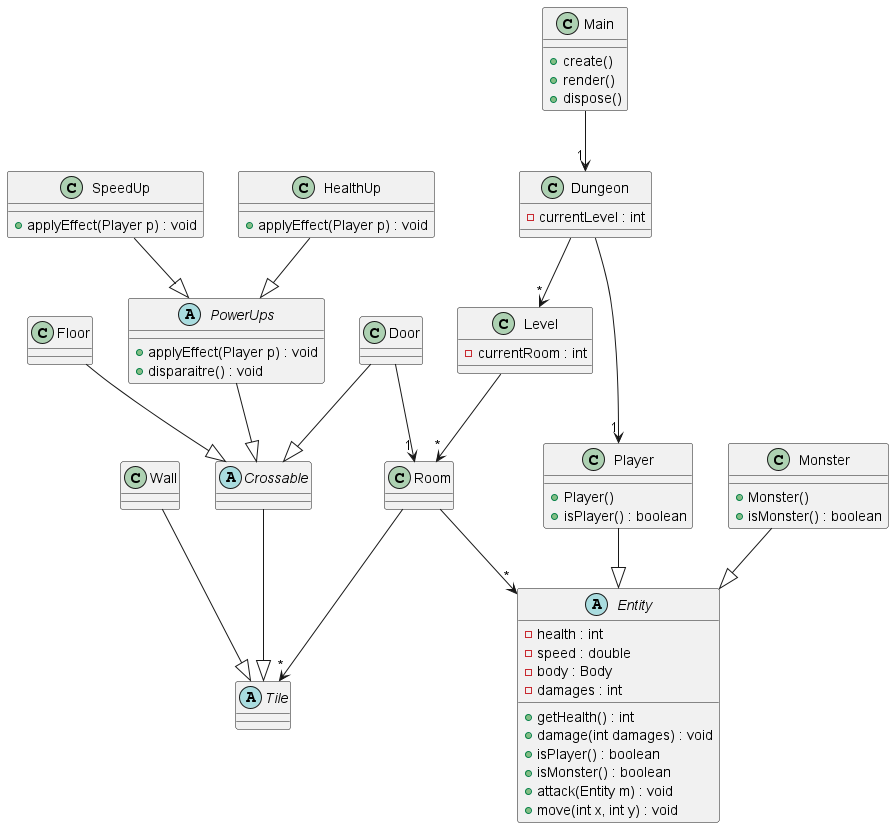 C Main
create()
render()
dispose()
1
C SpeedUp
applyEffect(Player p) : void
C HealthUp
applyEffect(Player p) : void
C Dungeon
currentLevel : int
*
C Floor
A PowerUps
applyEffect(Player p) : void
disparaitre() : void
C Door
C Level
currentRoom : int
1
*
1
C Wall
A Crossable
C Room
C Player
Player()
isPlayer() : boolean
C Monster
Monster()
isMonster() : boolean
*
A Entity
health : int
speed : double
body : Body
damages : int
getHealth() : int
damage(int damages) : void
isPlayer() : boolean
isMonster() : boolean
attack(Entity m) : void
move(int x, int y) : void
*
A Tile